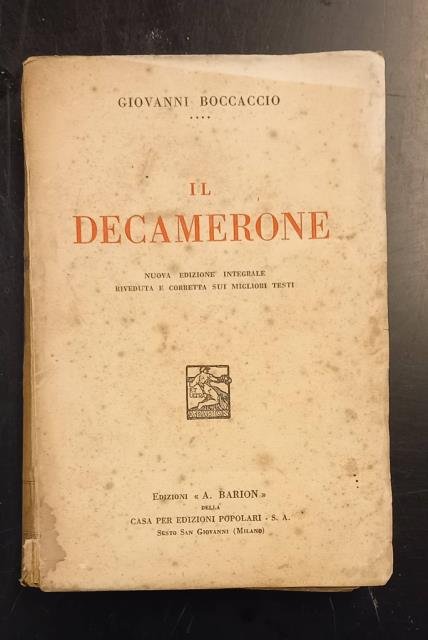 GIOVANNI BOCCACCIO
IL
DECAMERONE
NUOVA EDIZIONE INTEGRALE
RIVEDUTA E CORRETTA SUI MIGLIORI TESTI
EDIZIONI « A. BARION »
DELLA
CASA PER EDIZIONI POPOLARI - S. A.
SESTO SAN GIOVANNI (MILANO)